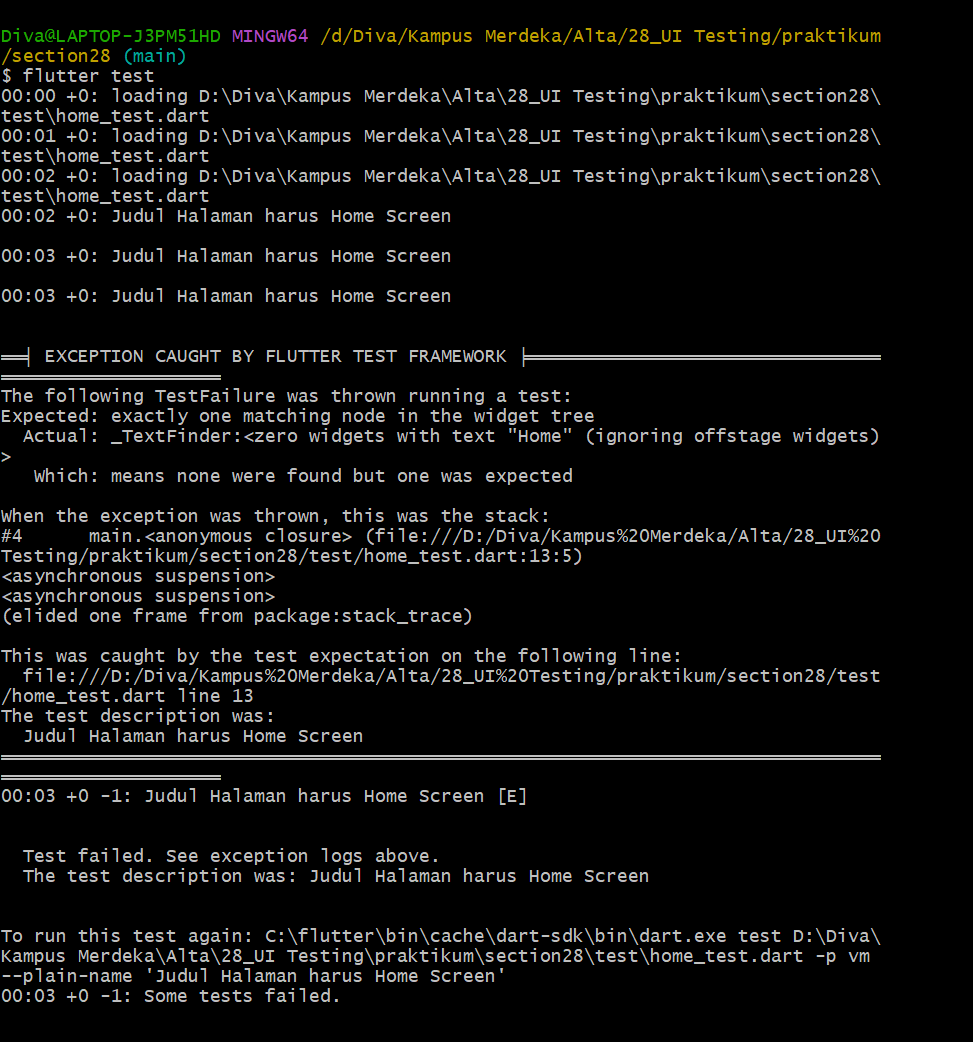 Diva@LAPTOP-J3PM51HD MINGW64 /d/Diva/Kampus Merdeka/Alta/28_UI Testing/praktikum
/section28 (main)
$ flutter test
00:00 +0: loading D:\Diva\Kampus Merdeka\Alta\28_UI Testing\praktikum\section28\
test\home_test.dart
00:01 +0: loading D:\Diva\Kampus Merdeka\Alta\28_UI Testing\praktikum\section28\
test\home_test.dart
00:02 +0: loading D:\Diva\Kampus Merdeka\Alta\28_UI Testing\praktikum\section28\
test\home_test.dart
00:02 +0: Judul Halaman harus Home Screen
00:03 +0: Judul Halaman harus Home Screen
00:03 +0: Judul Halaman harus Home Screen
══╡ EXCEPTION CAUGHT BY FLUTTER TEST FRAMEWORK ╞════════════════════════════════
════════════════════
The following TestFailure was thrown running a test:
Expected: exactly one matching node in the widget tree
  Actual: _TextFinder:<zero widgets with text "Home" (ignoring offstage widgets)
>
   Which: means none were found but one was expected
When the exception was thrown, this was the stack:
#4      main.<anonymous closure> (file:///D:/Diva/Kampus%20Merdeka/Alta/28_UI%20
Testing/praktikum/section28/test/home_test.dart:13:5)
<asynchronous suspension>
<asynchronous suspension>
(elided one frame from package:stack_trace)
This was caught by the test expectation on the following line:
  file:///D:/Diva/Kampus%20Merdeka/Alta/28_UI%20Testing/praktikum/section28/test
/home_test.dart line 13
The test description was:
  Judul Halaman harus Home Screen
════════════════════════════════════════════════════════════════════════════════
════════════════════
00:03 +0 -1: Judul Halaman harus Home Screen [E]
  Test failed. See exception logs above.
  The test description was: Judul Halaman harus Home Screen
To run this test again: C:\flutter\bin\cache\dart-sdk\bin\dart.exe test D:\Diva\
Kampus Merdeka\Alta\28_UI Testing\praktikum\section28\test\home_test.dart -p vm
--plain-name 'Judul Halaman harus Home Screen'
00:03 +0 -1: Some tests failed.